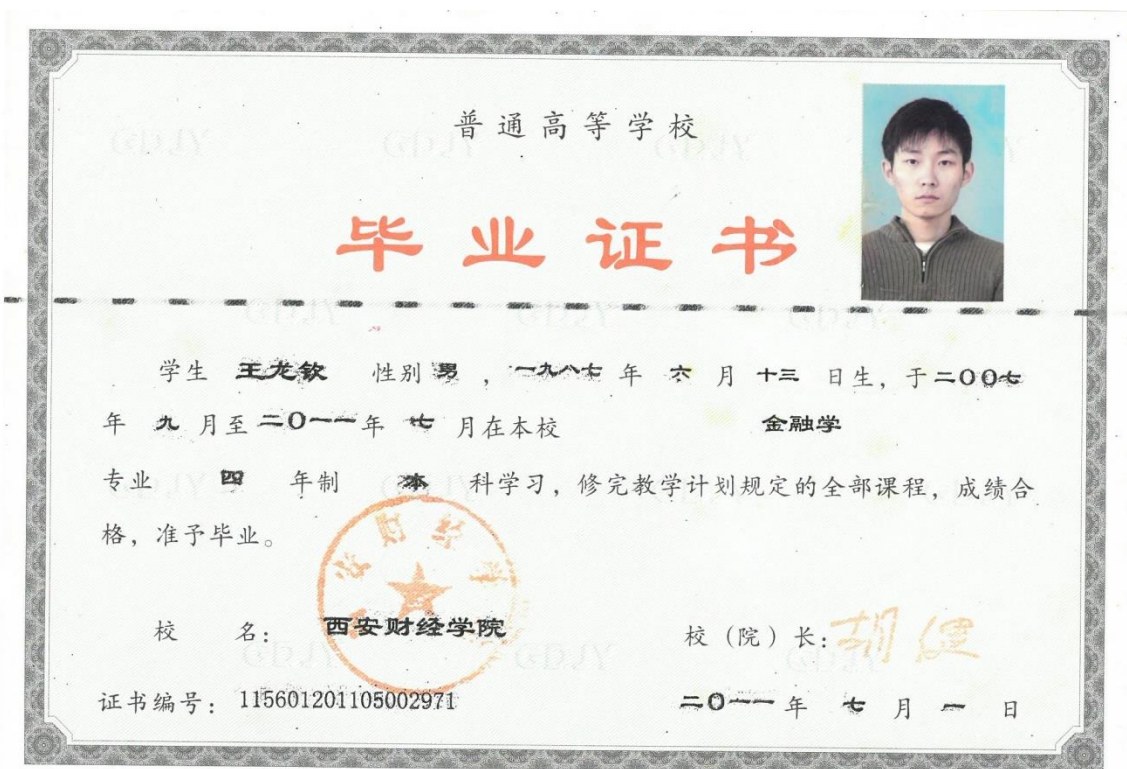 普通高等学校
毕业证书
学生 王龙钦 性别 男 ，一九八七 年 六 月 十三 日生，于二〇〇七
年 九 月至 二〇一一 年 七 月在本校 金融学
专业 四 年制 本 科学习，修完教学计划规定的全部课程，成绩合
格，准予毕业。
校 名： 西安财经学院
校（院）长：胡健
证书编号：115601201105002971
二〇一一 年 七 月 一 日